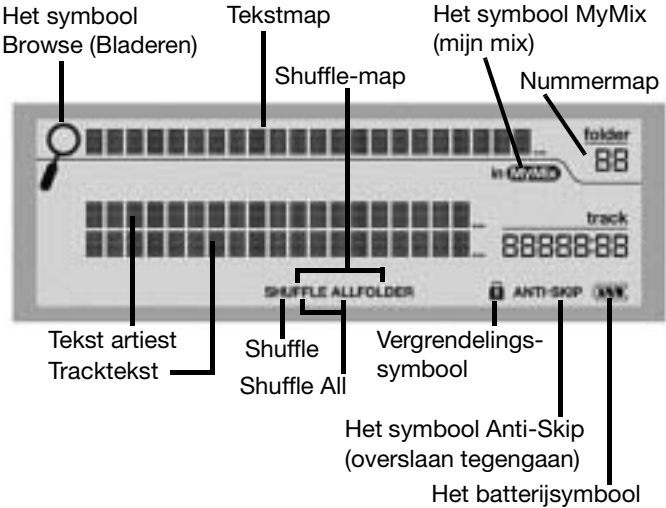 Het symbool
Browse (Bladeren)
Tekstmap
Het symbool MyMix
(mijn mix)
Shuffle-map
Nummermap
folder
88
in MyMix
track
88888:88
SHUFFLE ALLFOLDER
ANTI-SKIP
Tekst artiest
Tracktekst
Shuffle
Shuffle All
Vergrendelings-
symbool
Het symbool Anti-Skip
(overslaan tegengaan)
Het batterijsymbool